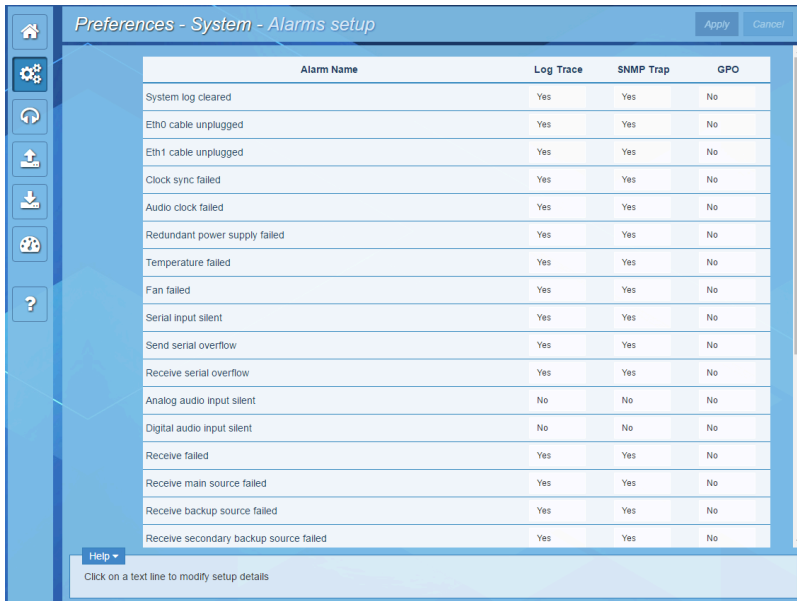 Preferences - System - Alarms setup
Apply Cancel
Alarm Name Log Trace SNMP Trap GPO
System log cleared Yes Yes No
Eth0 cable unplugged Yes Yes No
Eth1 cable unplugged Yes Yes No
Clock sync failed Yes Yes No
Audio clock failed Yes Yes No
Redundant power supply failed Yes Yes No
Temperature failed Yes Yes No
Fan failed Yes Yes No
Serial input silent Yes Yes No
Send serial overflow Yes Yes No
Receive serial overflow Yes Yes No
Analog audio input silent No No No
Digital audio input silent No No No
Receive failed Yes Yes No
Receive main source failed Yes Yes No
Receive backup source failed Yes Yes No
Receive secondary backup source failed Yes Yes No
?
Help
Click on a text line to modify setup details